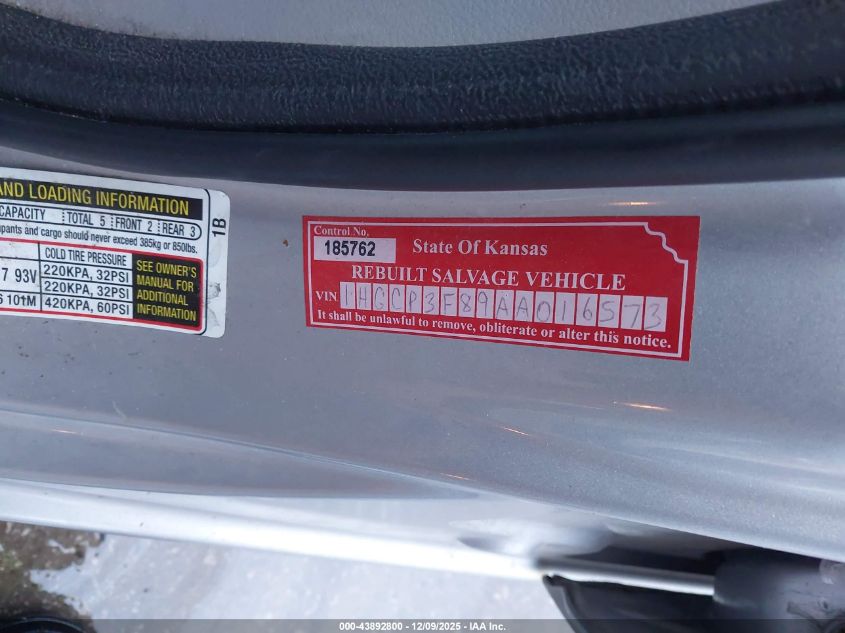 AND LOADING INFORMATION
CAPACITY TOTAL 5 FRONT 2 REAR 3
pants and cargo should never exceed 385kg or 850lbs.
COLD TIRE PRESSURE
7 93V 220KPA, 32PSI
220KPA, 32PSI
420KPA, 60PSI
SEE OWNER'S
MANUAL FOR
ADDITIONAL
INFORMATION
1B
Control No.
185762 State Of Kansas
REBUILT SALVAGE VEHICLE
VIN 1HGCP3F89AA016573
It shall be unlawful to remove, obliterate or alter this notice.
000-43892800 - 12/09/2025 - IAA Inc.